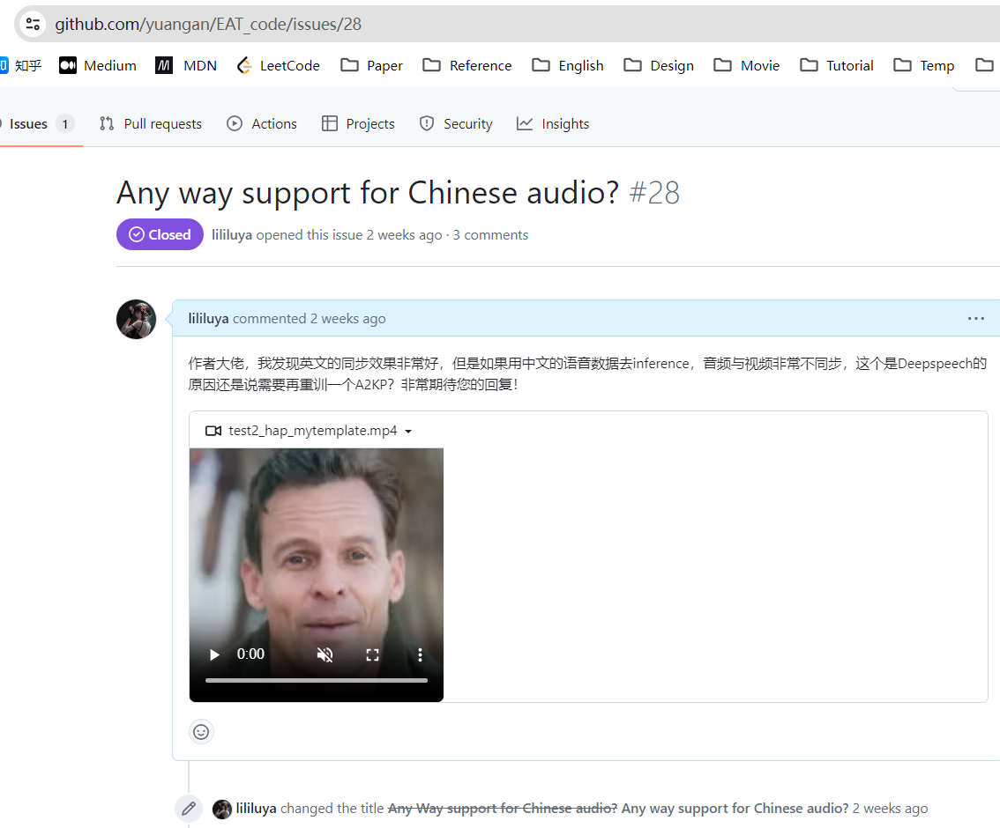 github.com/yuangan/EAT_code/issues/28
知乎 Medium MDN LeetCode Paper Reference English Design Movie Tutorial Temp
Issues 1 Pull requests Actions Projects Security Insights
Any way support for Chinese audio? #28
Closed lililuya opened this issue 2 weeks ago · 3 comments
lililuya commented 2 weeks ago
作者大佬，我发现英文的同步效果非常好，但是如果用中文的语音数据去inference，音频与视频非常不同步，这个是Deepspeech的
原因还是说需要再重训一个A2KP？非常期待您的回复！
test2_hap_mytemplate.mp4
0:00
lililuya changed the title Any Way support for Chinese audio? Any way support for Chinese audio? 2 weeks ago